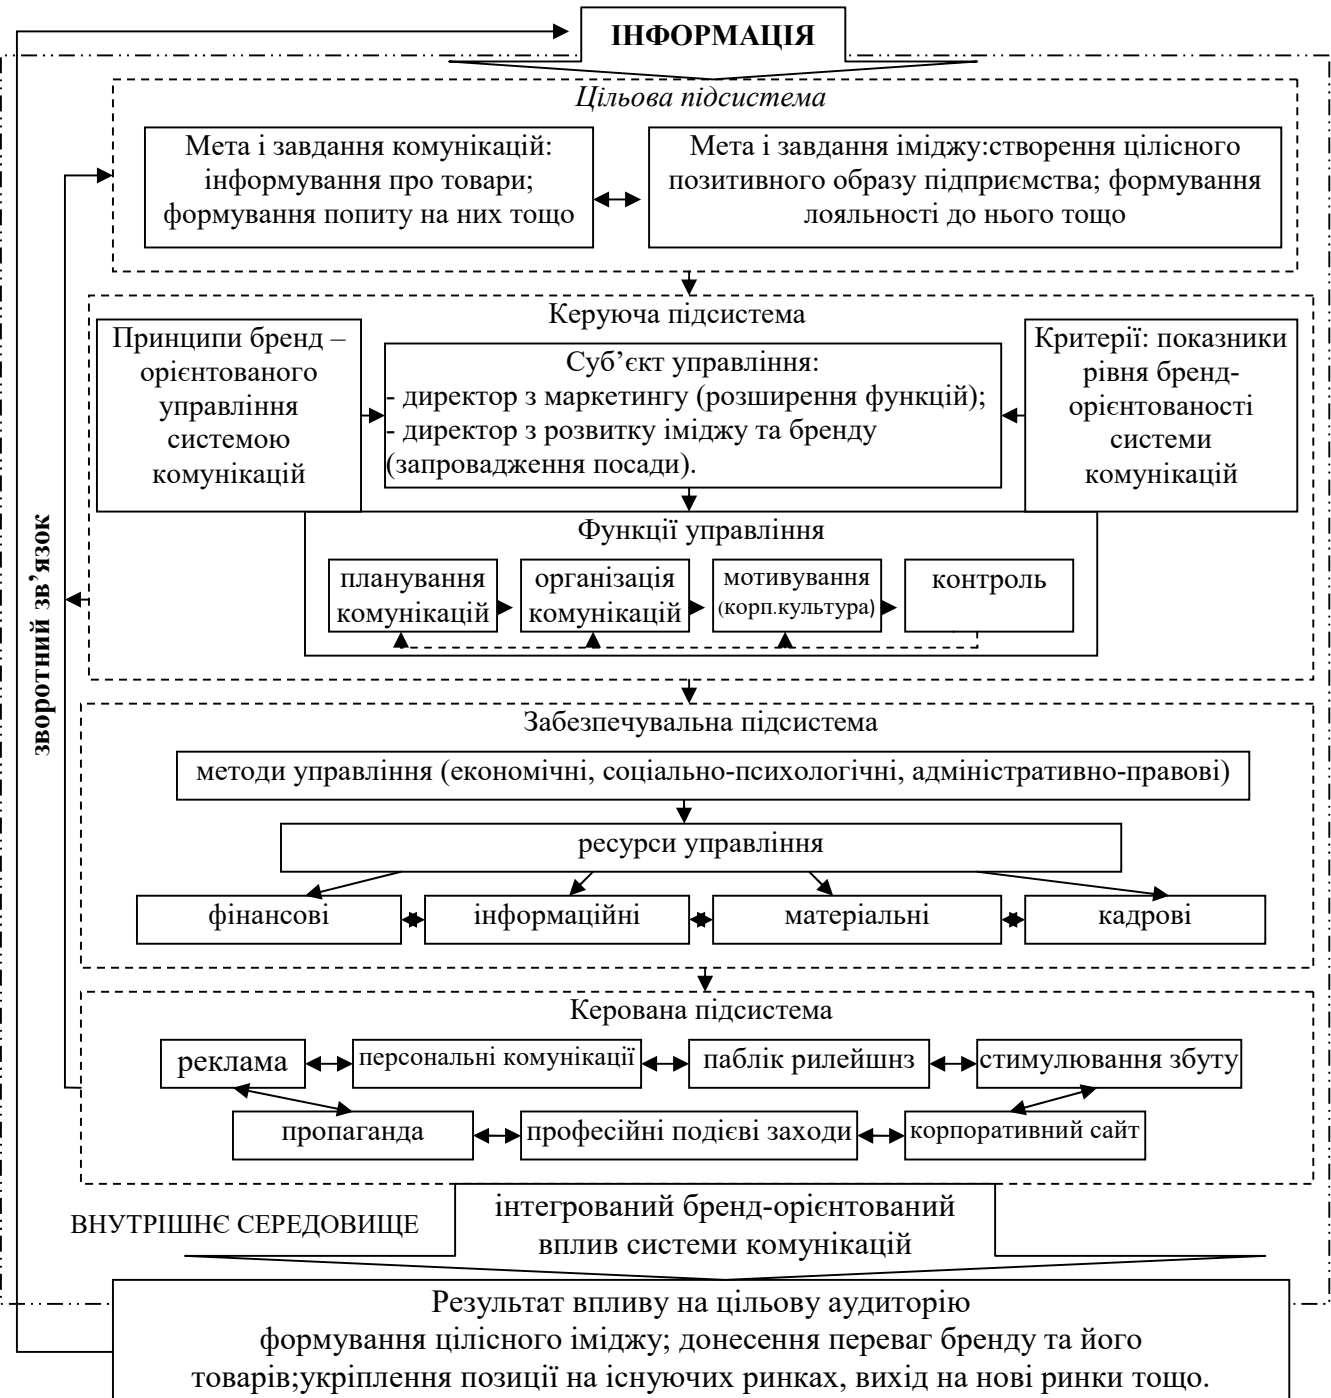 ІНФОРМАЦІЯ
Цільова підсистема
Мета і завдання комунікацій:
інформування про товари;
формування попиту на них тощо
Мета і завдання іміджу:створення цілісного
позитивного образу підприємства; формування
лояльності до нього тощо
Керуюча підсистема
Принципи бренд –
орієнтованого
управління
системою
комунікацій
Суб’єкт управління:
- директор з маркетингу (розширення функцій);
- директор з розвитку іміджу та бренду
(запровадження посади).
Критерії: показники
рівня бренд-
орієнтованості
системи
комунікацій
Функції управління
планування
комунікацій
організація
комунікацій
мотивування
(корп.культура)
контроль
зворотний зв’язок
Забезпечувальна підсистема
методи управління (економічні, соціально-психологічні, адміністративно-правові)
ресурси управління
фінансові
інформаційні
матеріальні
кадрові
Керована підсистема
реклама
персональні комунікації
паблік рилейшнз
стимулювання збуту
пропаганда
професійні подієві заходи
корпоративний сайт
ВНУТРІШНЄ СЕРЕДОВИЩЕ
інтегрований бренд-орієнтований
вплив системи комунікацій
Результат впливу на цільову аудиторію
формування цілісного іміджу; донесення переваг бренду та його
товарів;укріплення позиції на існуючих ринках, вихід на нові ринки тощо.